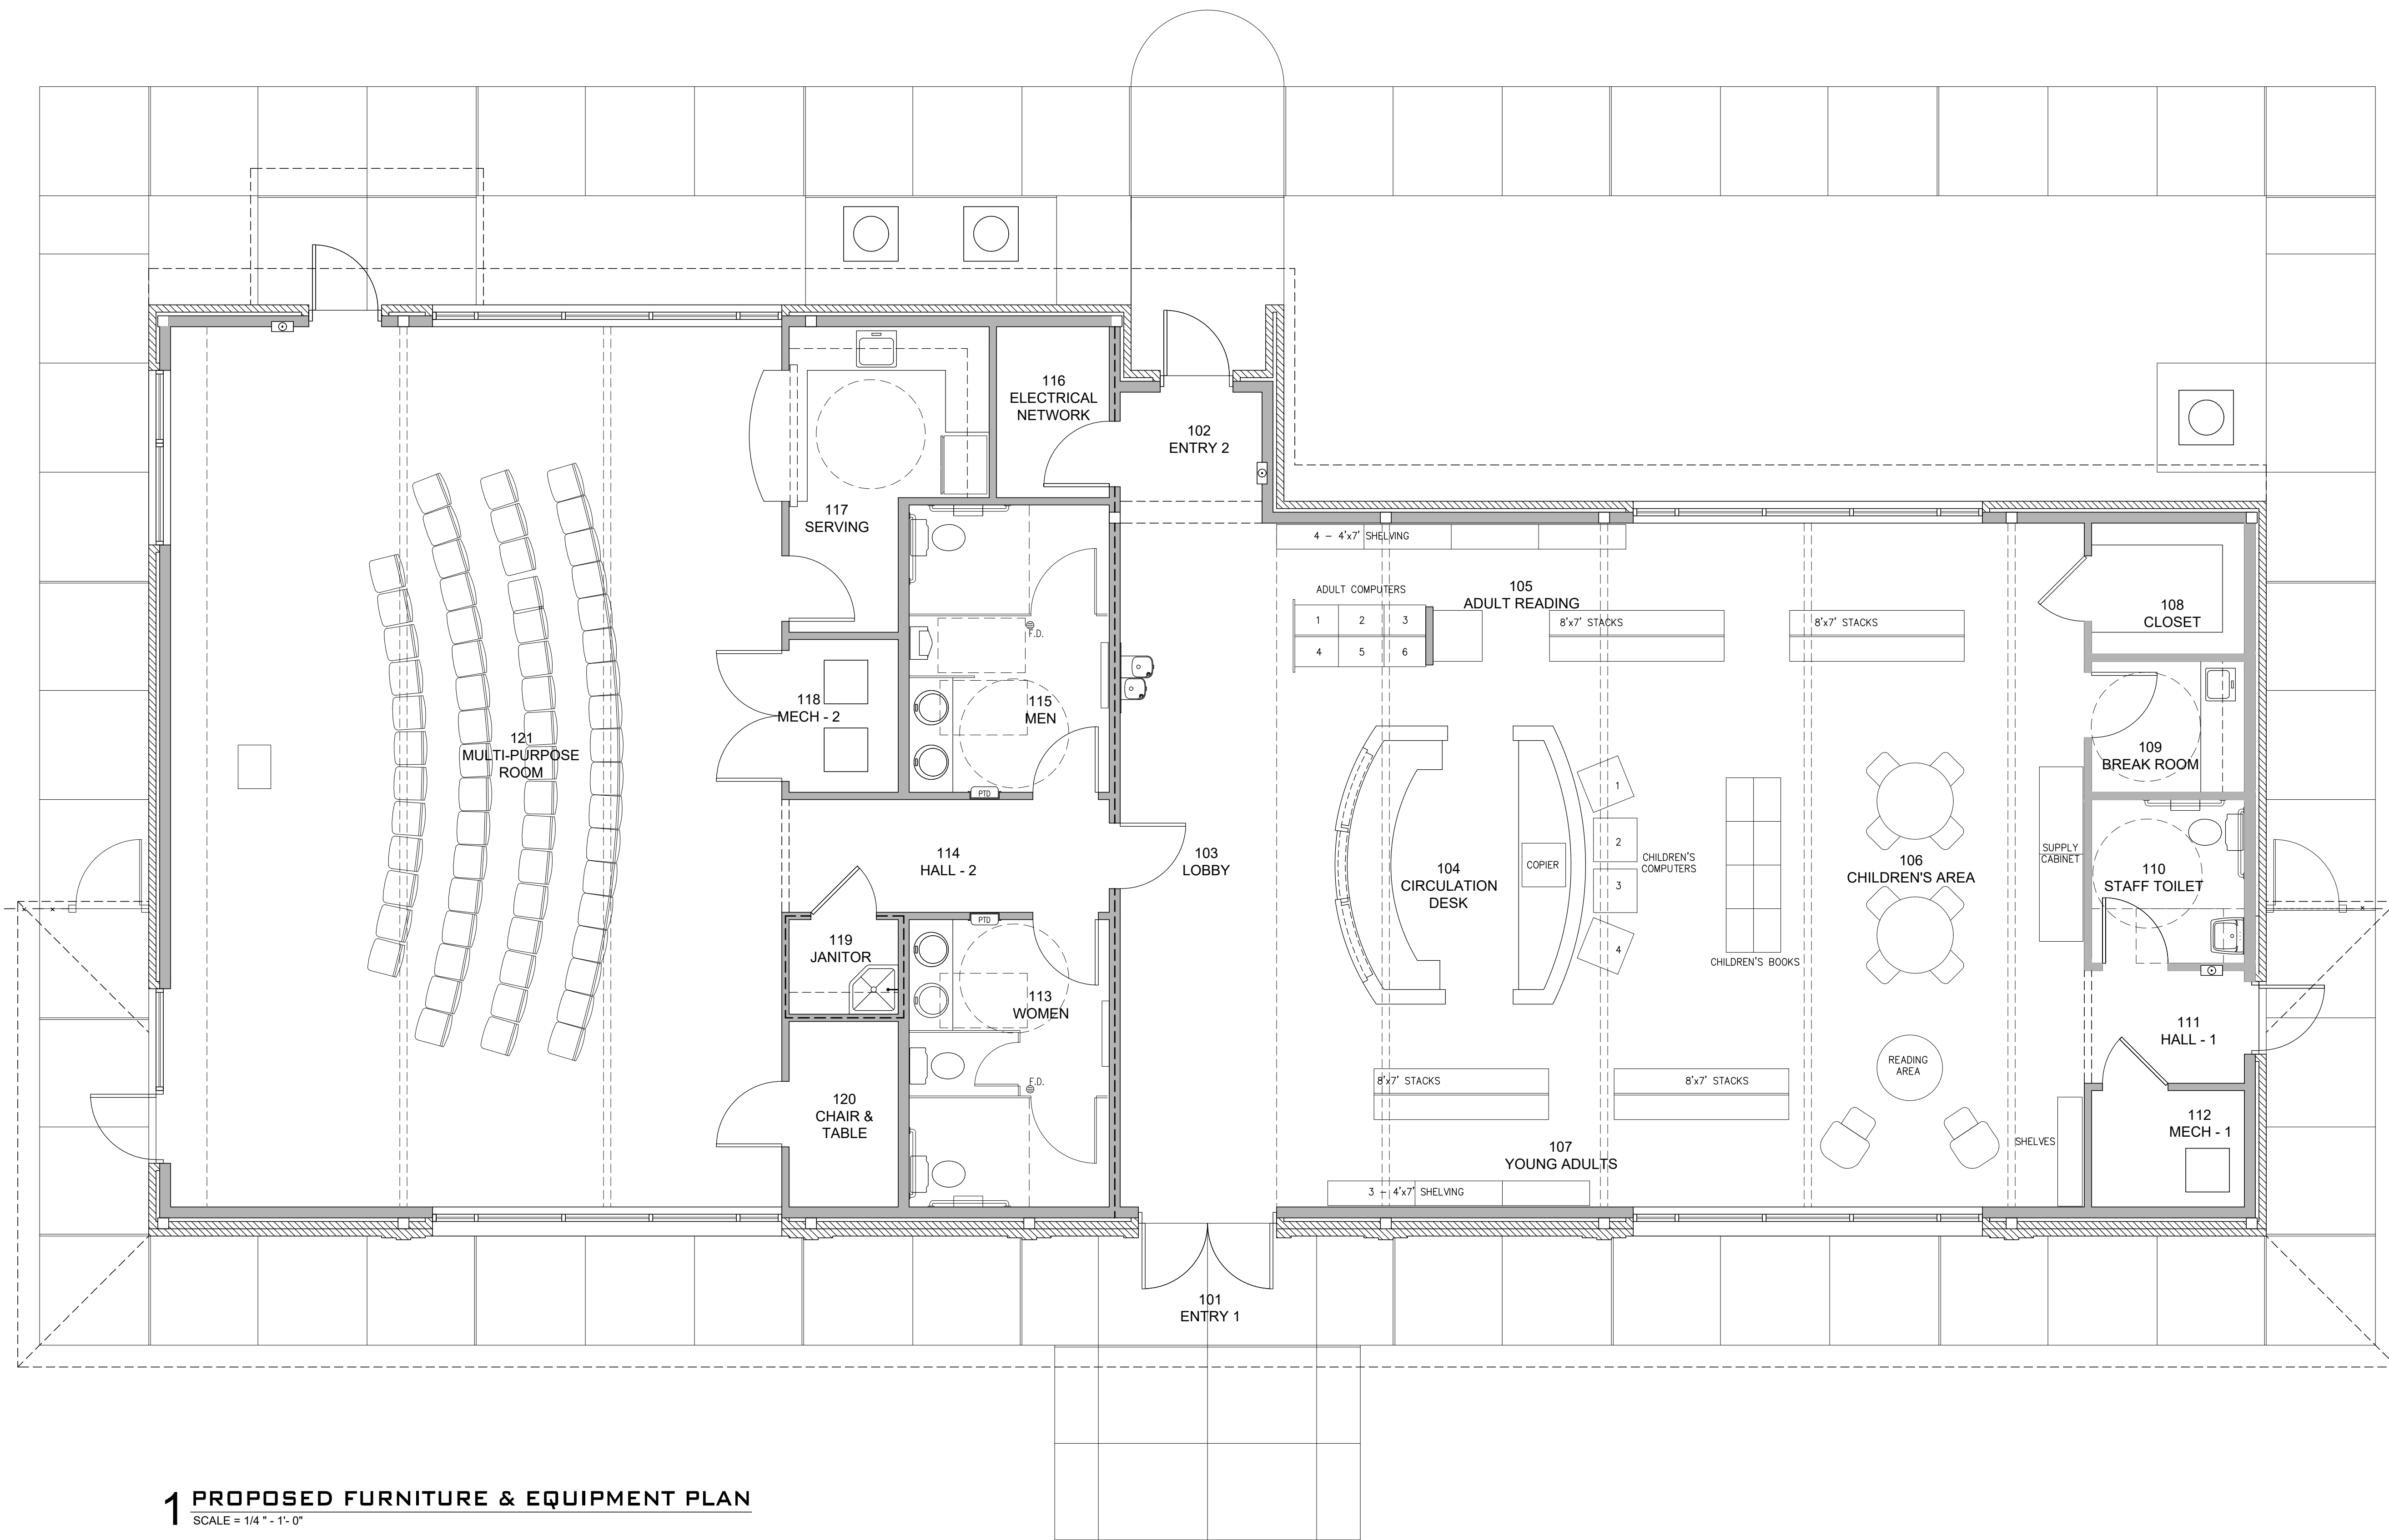 116
ELECTRICAL
NETWORK
102
ENTRY 2
117
SERVING
4 - 4'x7' SHELVING
ADULT COMPUTERS
1 2 3
4 5 6
105
ADULT READING
8'x7' STACKS
8'x7' STACKS
108
CLOSET
F.D.
118
MECH - 2
115
MEN
PTD
121
MULTI-PURPOSE
ROOM
109
BREAK ROOM
1
2
3
4
CHILDREN'S
COMPUTERS
COPIER
104
CIRCULATION
DESK
103
LOBBY
114
HALL - 2
106
CHILDREN'S AREA
SUPPLY
CABINET
110
STAFF TOILET
PTD
119
JANITOR
CHILDREN'S BOOKS
113
WOMEN
111
HALL - 1
READING
AREA
F.D.
8'x7' STACKS
8'x7' STACKS
120
CHAIR &
TABLE
112
MECH - 1
SHELVES
107
YOUNG ADULTS
3 - 4'x7' SHELVING
101
ENTRY 1
1 PROPOSED FURNITURE & EQUIPMENT PLAN
SCALE = 1/4 " - 1'- 0"